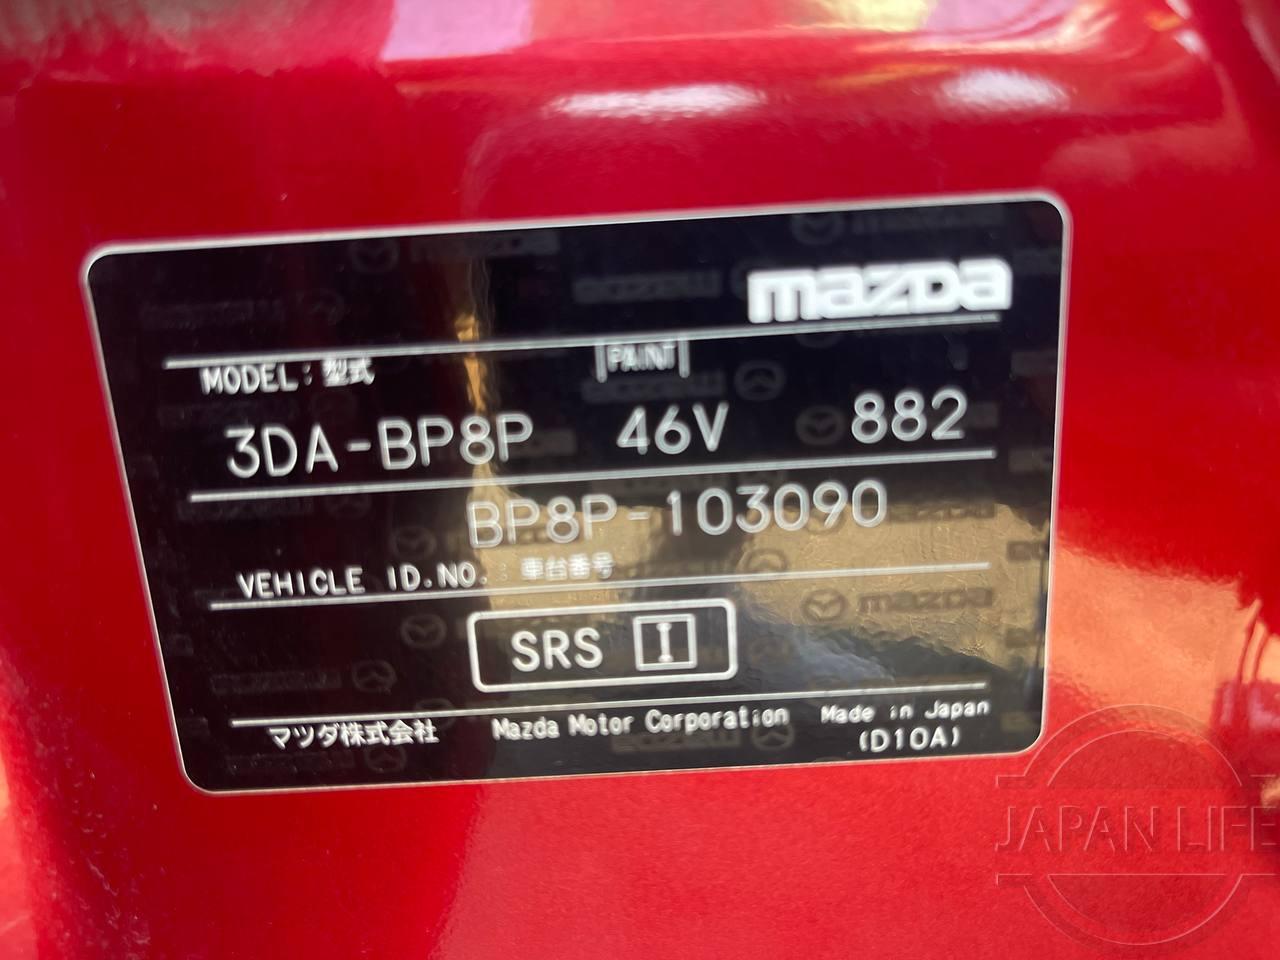 mazda
MODEL: 型式
PAINT
3DA-BP8P 46V 882
BP8P-103090
VEHICLE ID.NO. : 車台番号
SRS I
マツダ株式会社 Mazda Motor Corporation Made in Japan
(D10A)
JAPAN LIFE